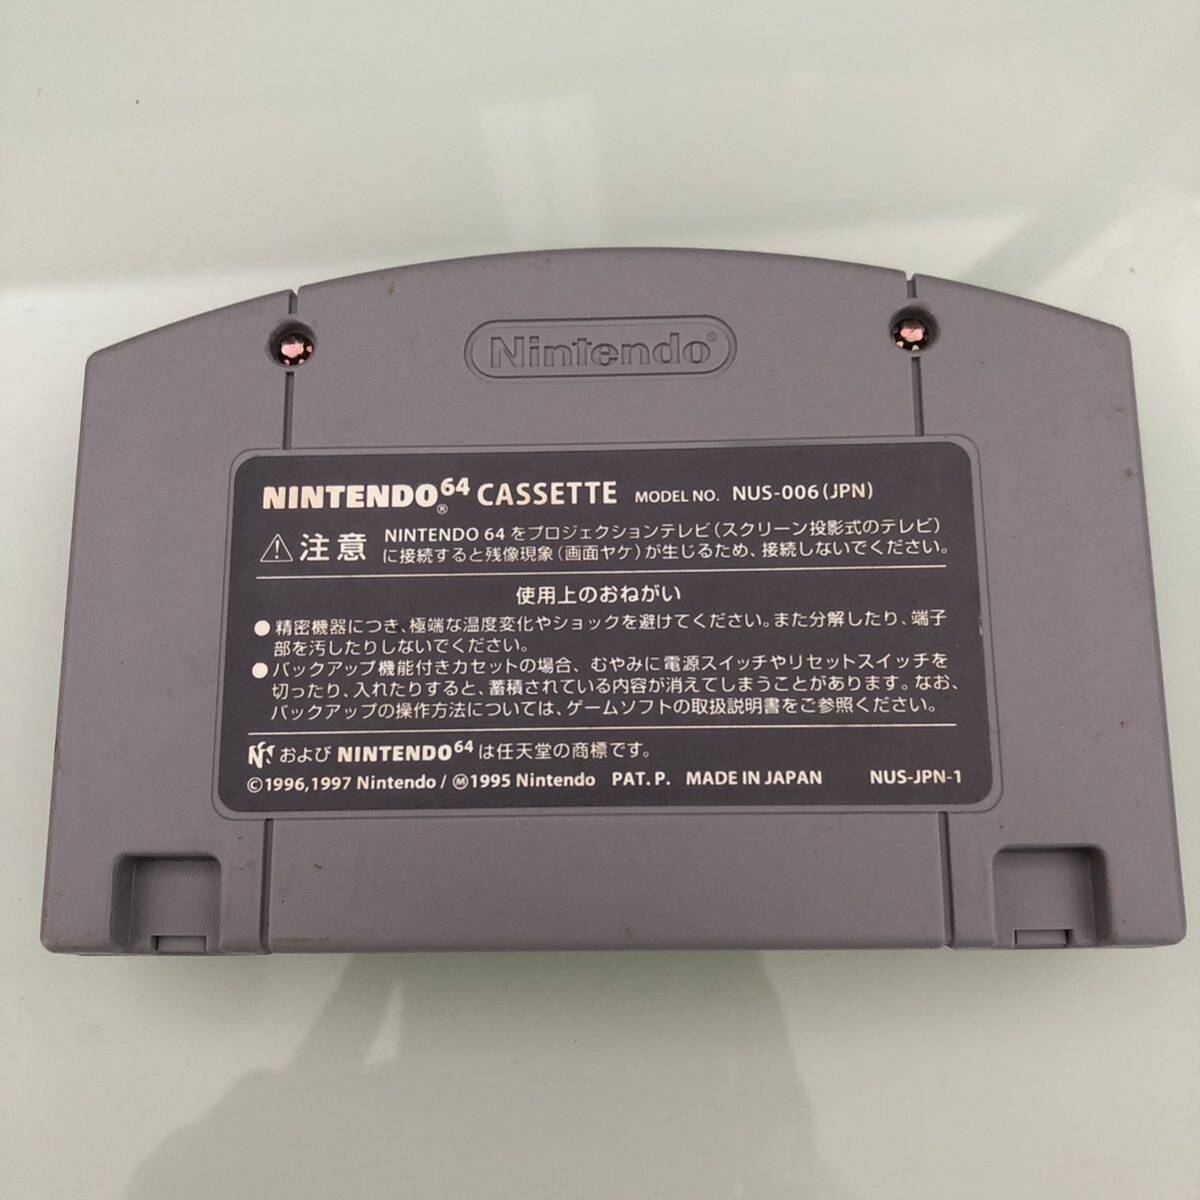 Nintendo®
NINTENDO®64 CASSETTE MODEL NO. NUS-006(JPN)
⚠注意 NINTENDO 64 をプロジェクションテレビ(スクリーン投影式のテレビ)
に接続すると残像現象(画面ヤケ)が生じるため、接続しないでください。
使用上のおねがい
●精密機器につき、極端な温度変化やショックを避けてください。また分解したり、端子
部を汚したりしないでください。
●バックアップ機能付きカセットの場合、むやみに電源スイッチやリセットスイッチを
切ったり、入れたりすると、蓄積されている内容が消えてしまうことがあります。なお、
バックアップの操作方法については、ゲームソフトの取扱説明書をご参照ください。
および NINTENDO64 は任天堂の商標です。
©1996,1997 Nintendo / Ⓜ1995 Nintendo PAT. P. MADE IN JAPAN NUS-JPN-1